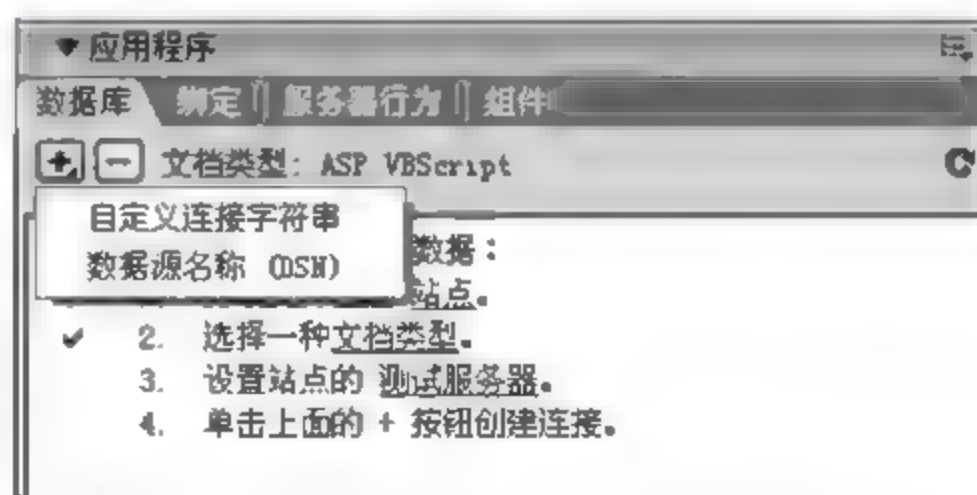 应用程序
数据库 绑定 服务器行为 组件
+ - 文档类型: ASP VBScript
自定义连接字符串
数据源名称 (DSN)
数据：
站点。
2. 选择一种文档类型。
3. 设置站点的 测试服务器。
4. 单击上面的 + 按钮创建连接。